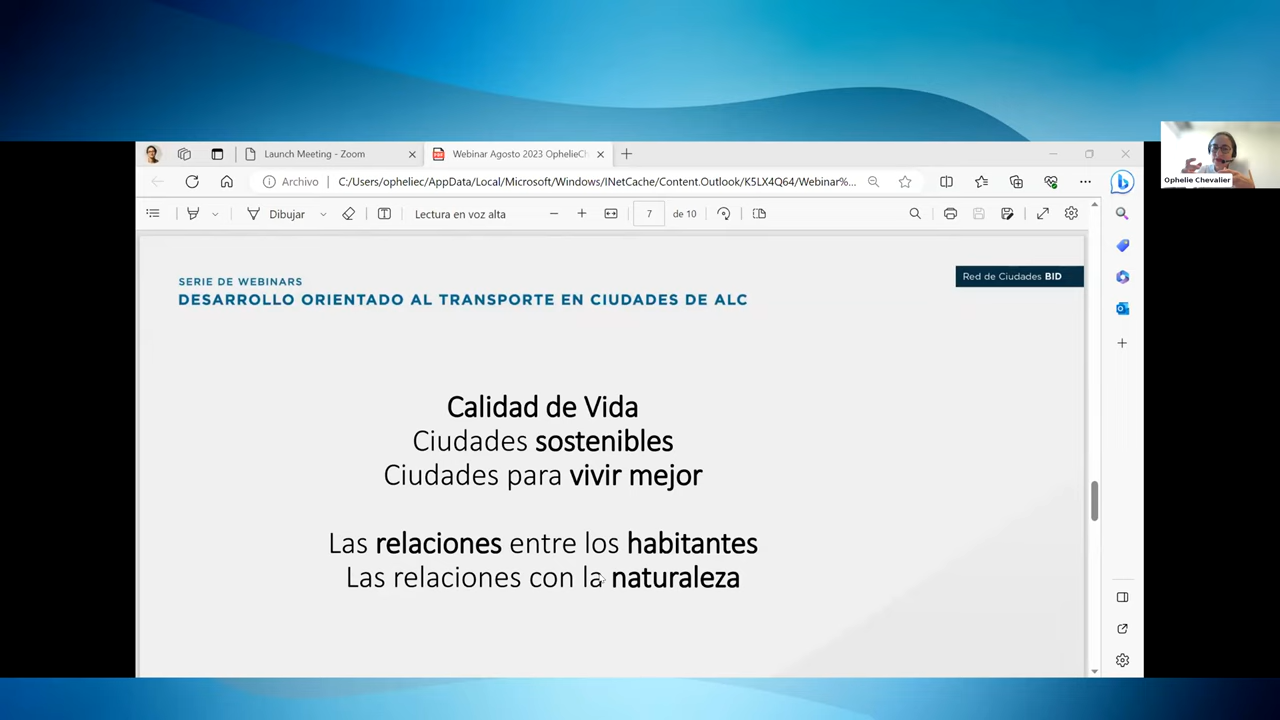 Launch Meeting - Zoom
Webinar Agosto 2023 OphelieCh
Archivo
C:/Users/opheliec/AppData/Local/Microsoft/Windows/INetCache/Content.Outlook/K5LX4Q64/Webinar%...
Ophelie Chevalier
Dibujar
Lectura en voz alta
7 de 10
SERIE DE WEBINARS
Red de Ciudades BID
DESARROLLO ORIENTADO AL TRANSPORTE EN CIUDADES DE ALC
Calidad de Vida
Ciudades sostenibles
Ciudades para vivir mejor
Las relaciones entre los habitantes
Las relaciones con la naturaleza